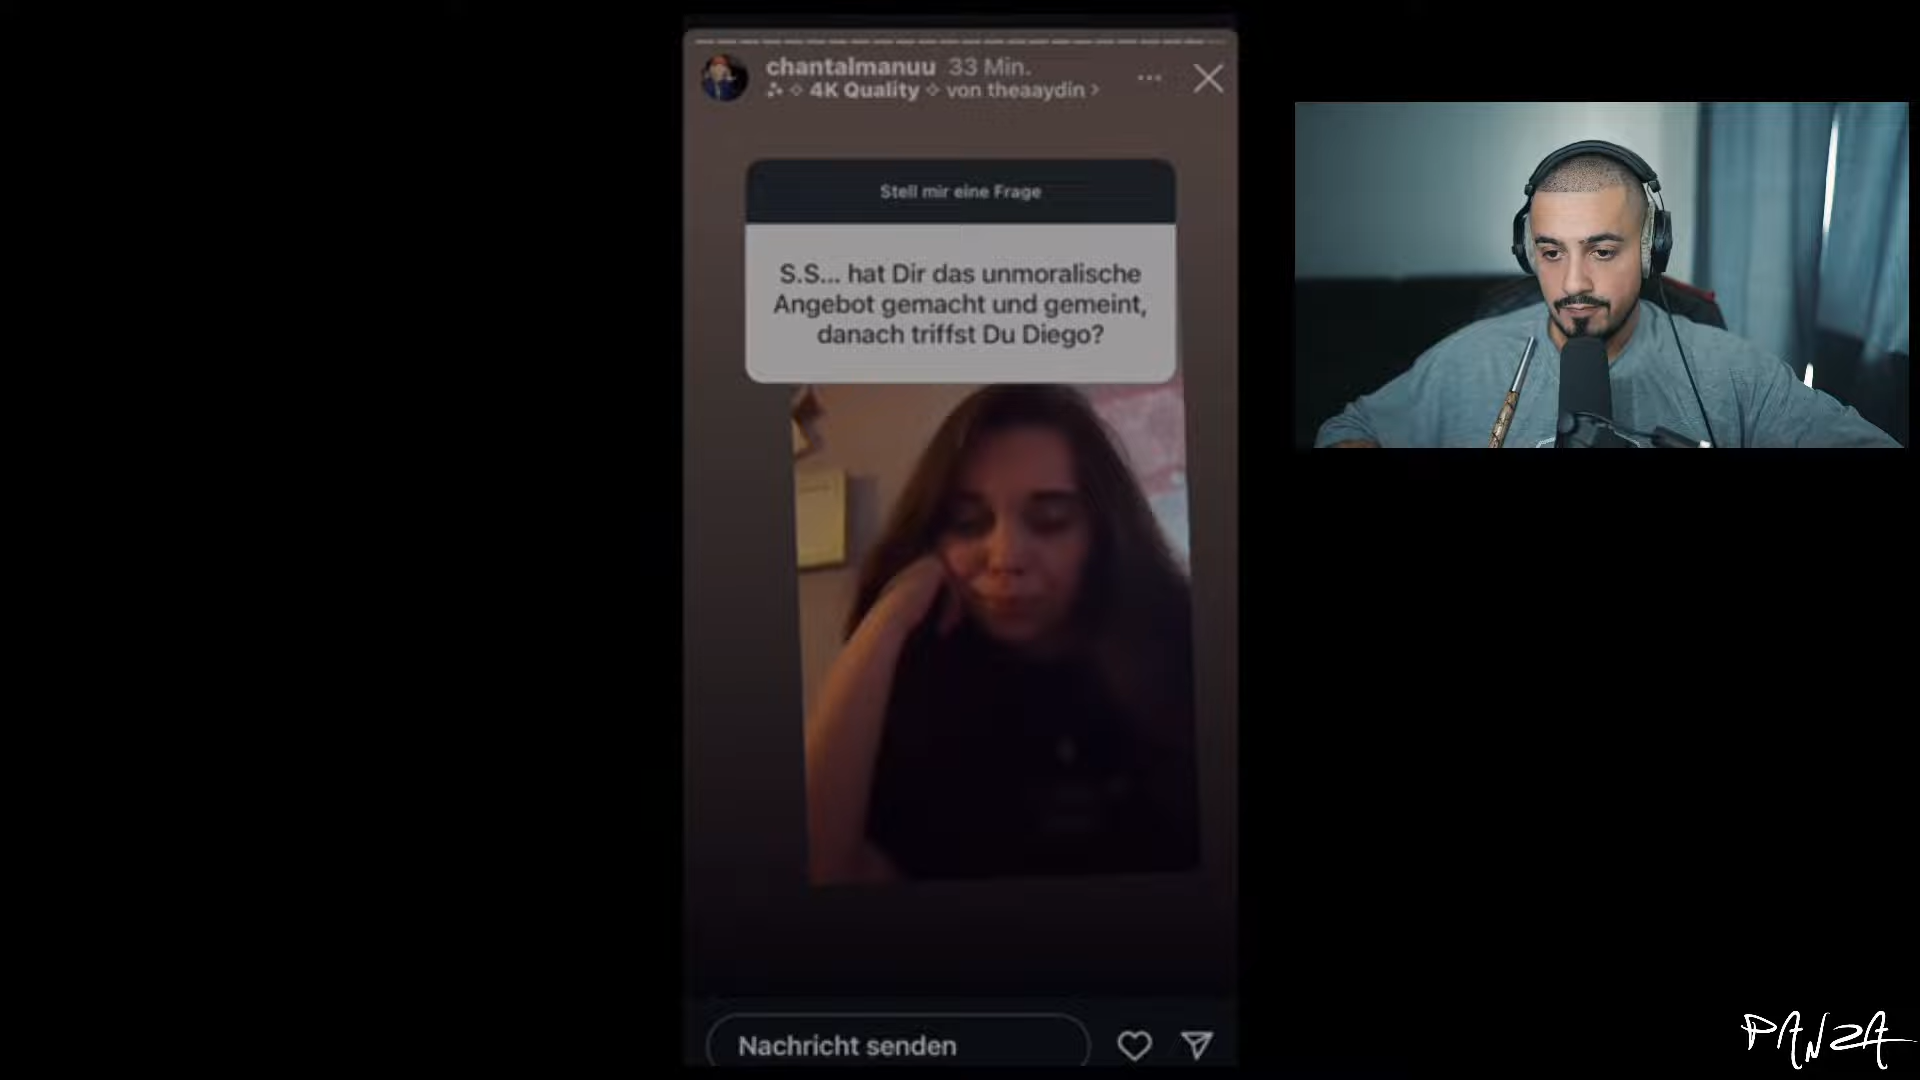 chantalmanuu 33 Min.
4K Quality von theaaydin
Stell mir eine Frage
S.S... hat Dir das unmoralische
Angebot gemacht und gemeint,
danach triffst Du Diego?
Nachricht senden
PANZA